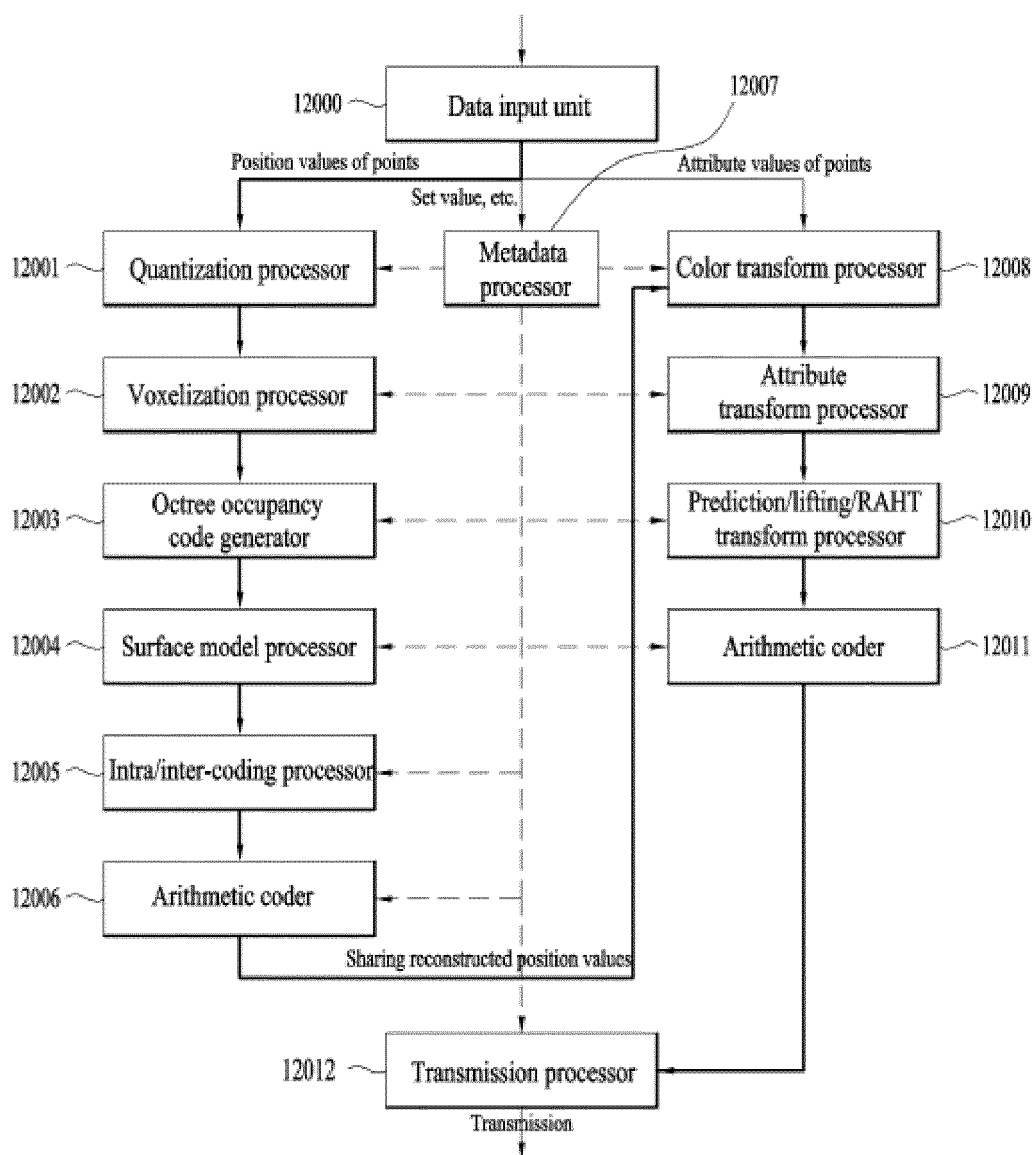 12000
Data input unit
12007
Position values of points
Set value, etc.
Attribute values of points
12001
Quantization processor
Metadada
processor
Color transform processor
12008
12002
Voxelization processor
Attribute
transform processor
12009
12003
Octree occupancy
code generator
Prediction/lifting/RAHT
transform processor
12010
12004
Surface model processor
Arithmetic coder
12011
12005
Intra/inter-coding processor
12006
Arithmetic coder
Sharing reconstructed position values
12012
Transmission processor
Transmission